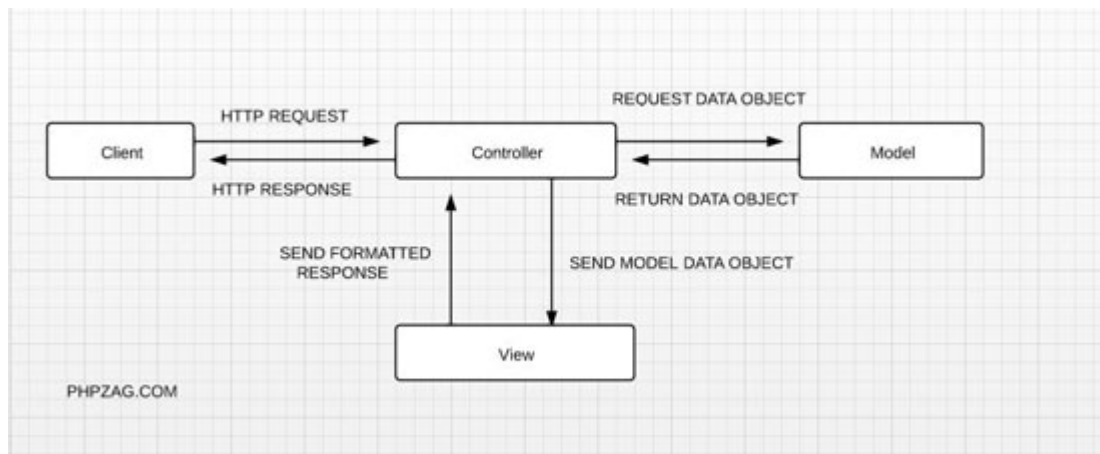 HTTP REQUEST
REQUEST DATA OBJECT
Client
Controller
Model
HTTP RESPONSE
RETURN DATA OBJECT
SEND FORMATTED
RESPONSE
SEND MODEL DATA OBJECT
View
PHPZAG.COM